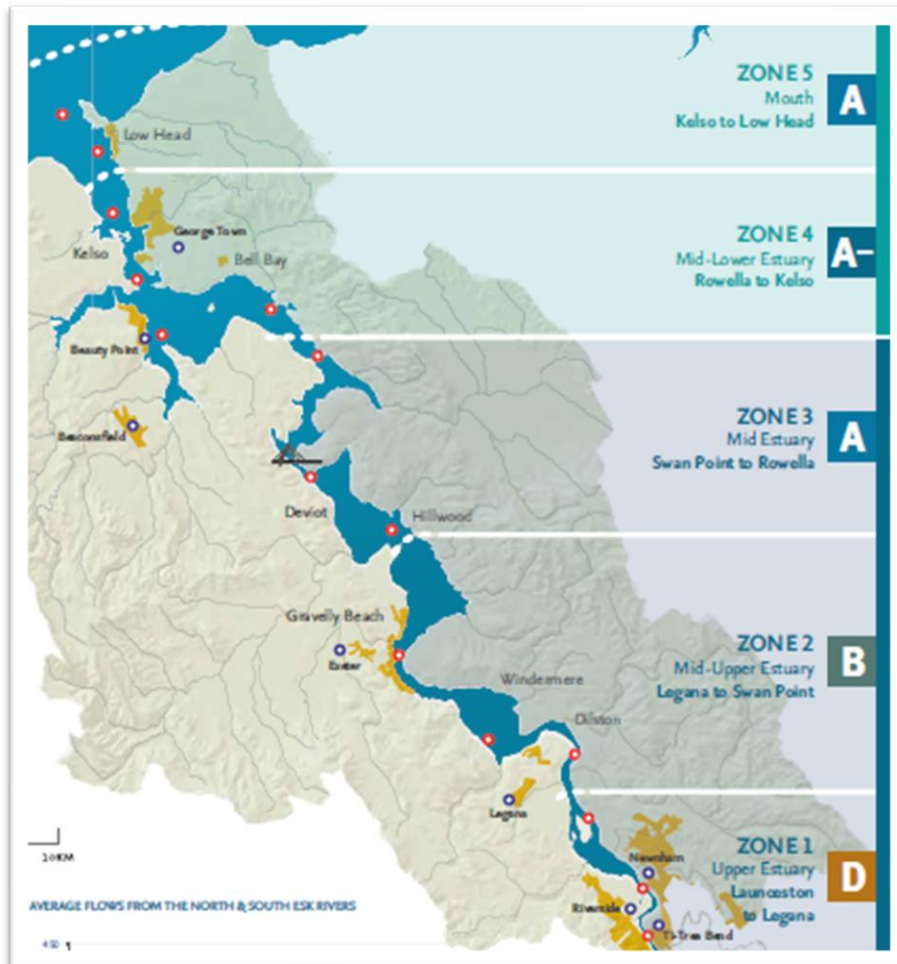 ZONE 5
Mouth
Kelso to Low Head
A
Low Head
ZONE 4
Mid-Lower Estuary
Rowella to Kelso
A–
George Town
Kelso
Bell Bay
Beauty Point
ZONE 3
Mid Estuary
Swan Point to Rowella
A
Beaconsfield
Deviot
Hillwood
Gravelly Beach
ZONE 2
Mid-Upper Estuary
Legana to Swan Point
B
Exeter
Windermere
Dilston
Legana
ZONE 1
Upper Estuary
Launceston
to Legana
D
20KM
Newnham
Riverside
Ti-Tree Bend
AVERAGE FLOWS FROM THE NORTH & SOUTH ESK RIVERS
450 1